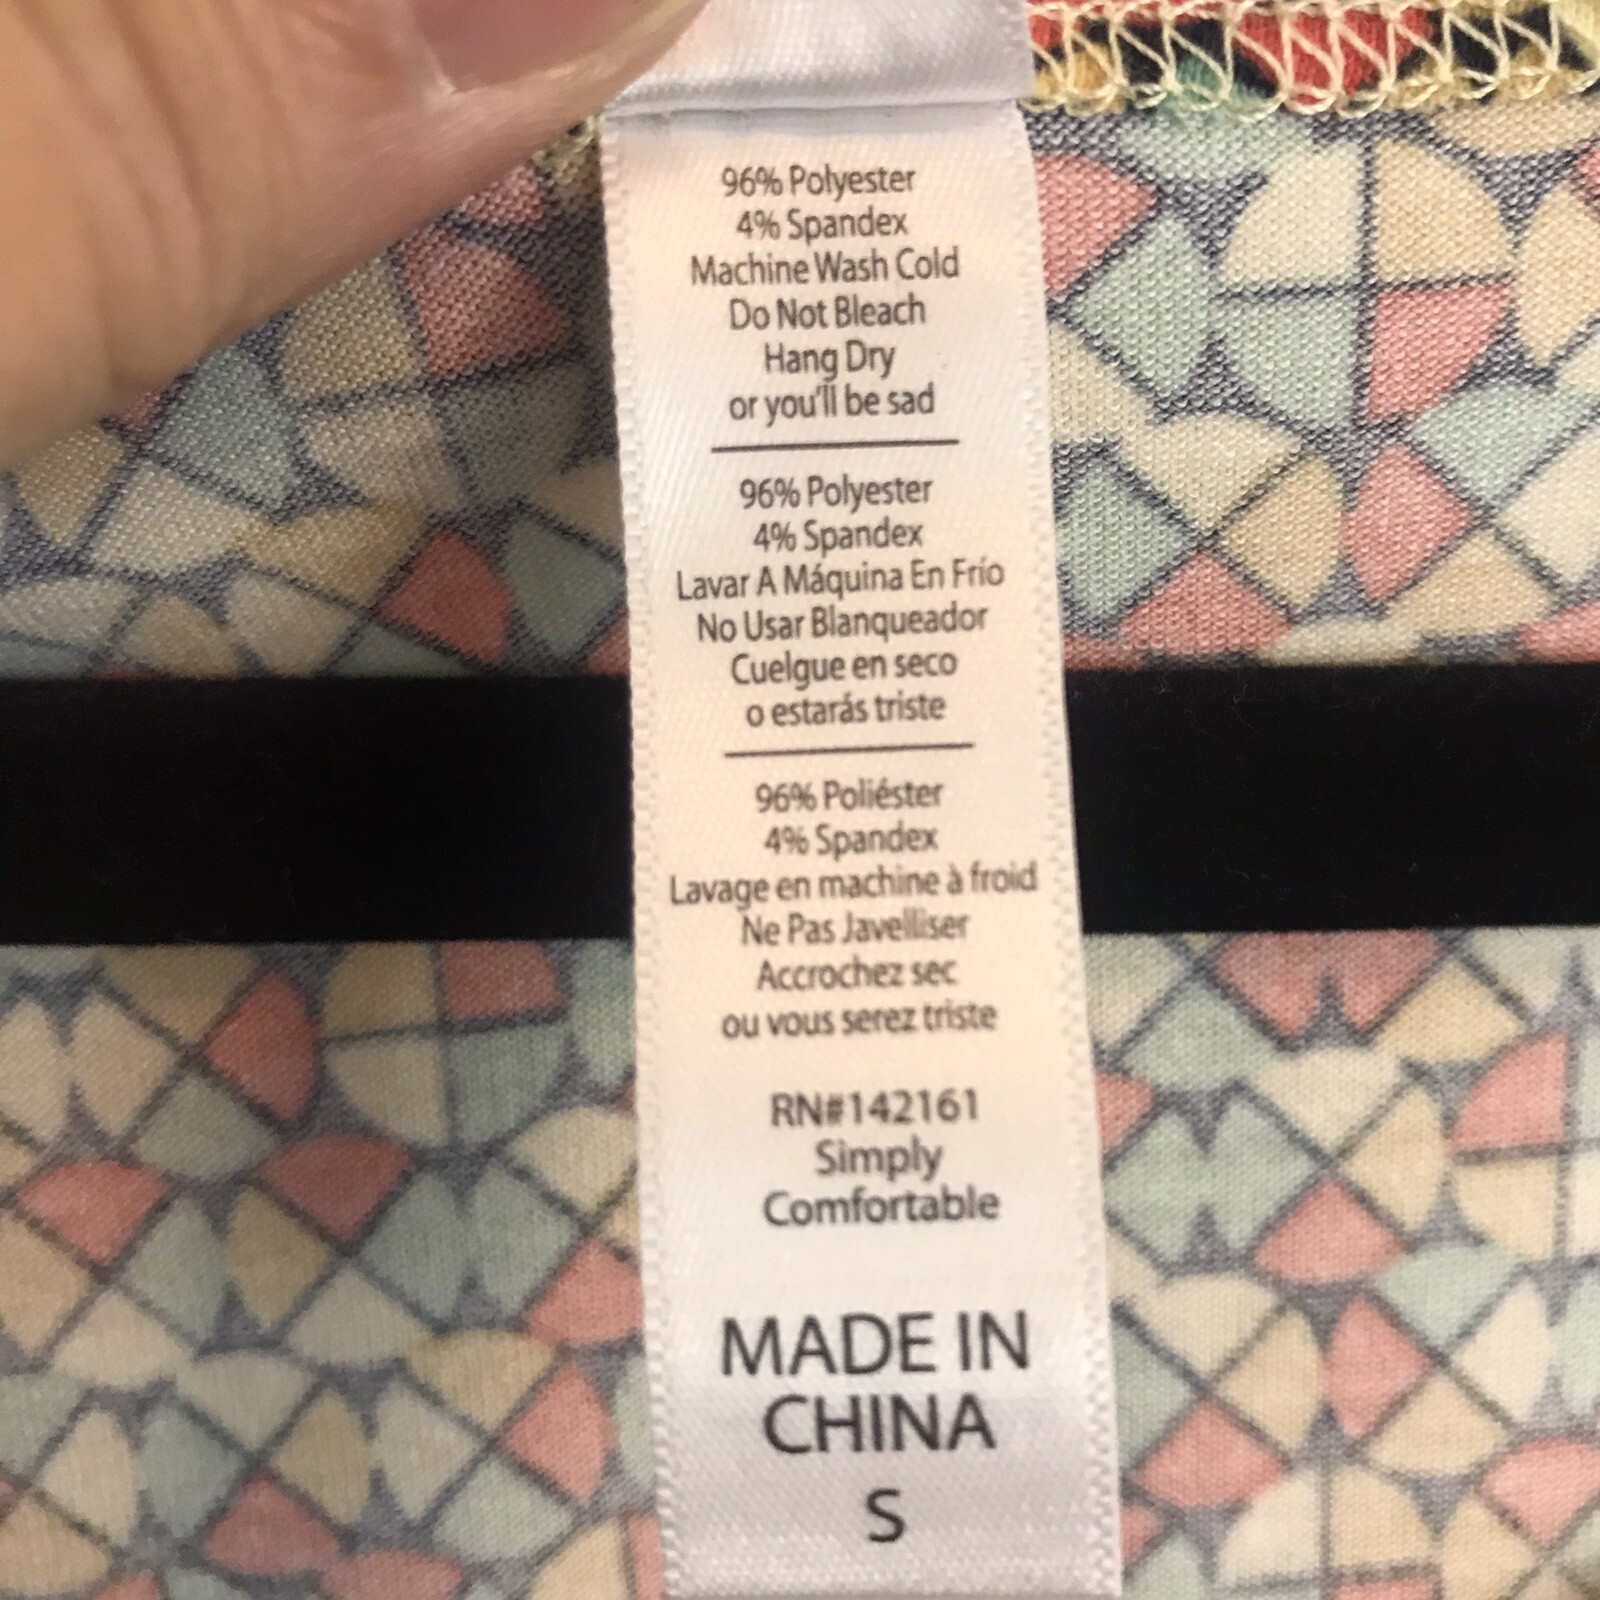 96% Polyester
4% Spandex
Machine Wash Cold
Do Not Bleach
Hang Dry
or you'll be sad
96% Polyester
4% Spandex
Lavar A Máquina En Frío
No Usar Blanqueador
Cuelgue en seco
o estarás triste
96% Poliéster
4% Spandex
Lavage en machine à froid
Ne Pas Javelliser
Accrochez sec
ou vous serez triste
RN#142161
Simply
Comfortable
MADE IN
CHINA
S